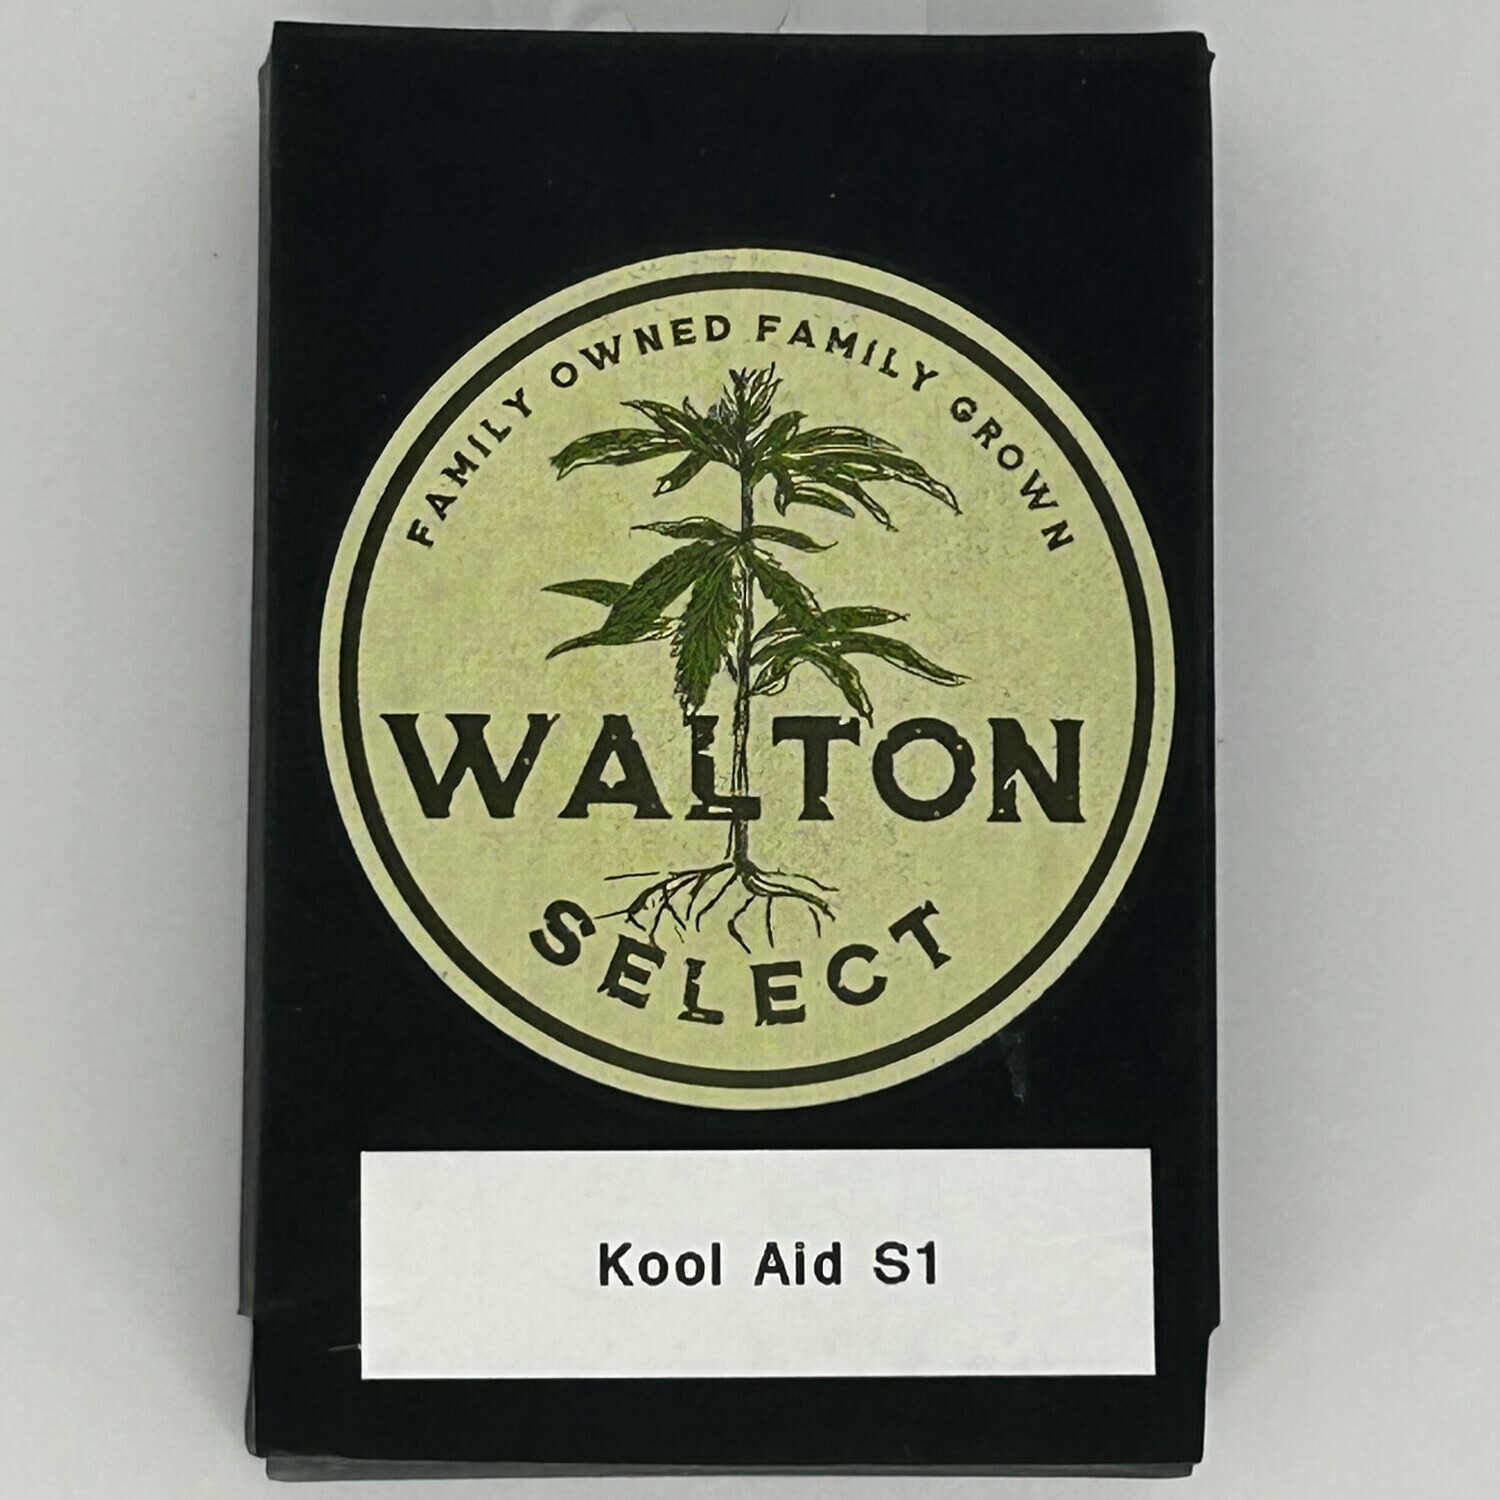 FAMILY OWNED FAMILY GROWN
WALTON
SELECT
Kool Aid S1